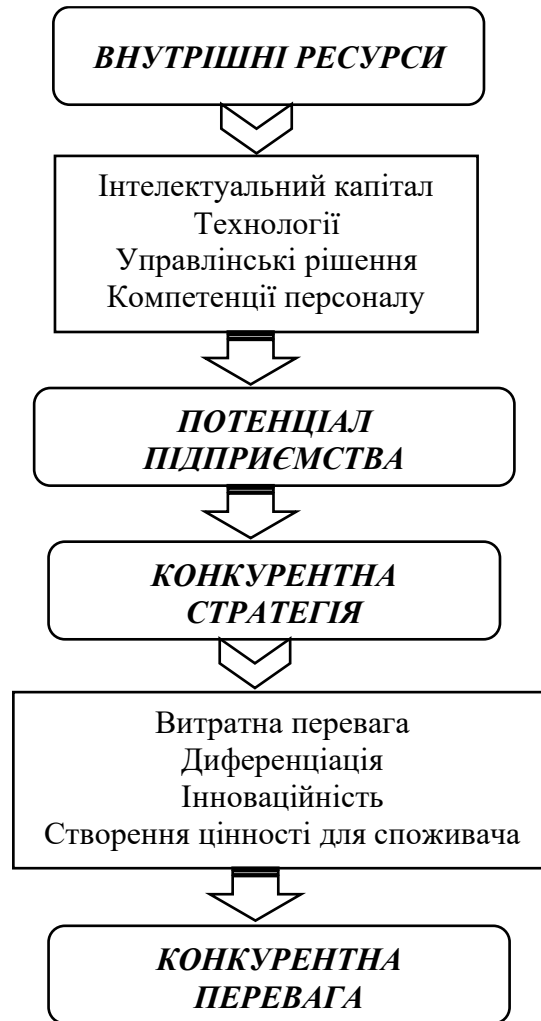 ВНУТРІШНІ РЕСУРСИ
Інтелектуальний капітал
Технології
Управлінські рішення
Компетенції персоналу
ПОТЕНЦІАЛ
ПІДПРИЄМСТВА
КОНКУРЕНТНА
СТРАТЕГІЯ
Витратна перевага
Диференціація
Інноваційність
Створення цінності для споживача
КОНКУРЕНТНА
ПЕРЕВАГА